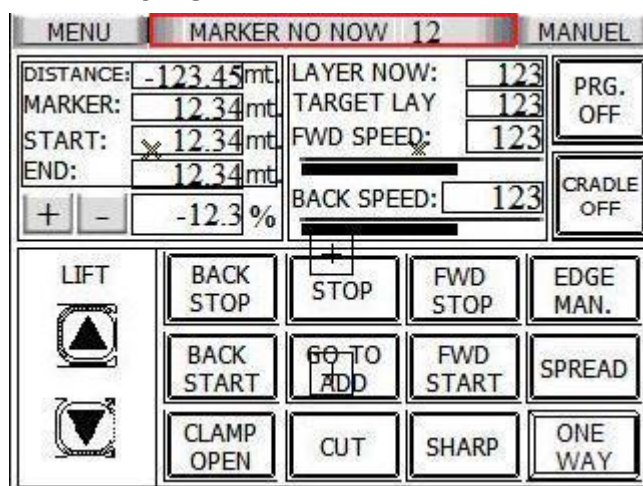 MENU MARKER NO NOW 12 MANUEL
DISTANCE: -123.45 mt.
MARKER: 12.34 mt.
START: 12.34 mt.
END: 12.34 mt.
+ - -12.3 %
LAYER NOW: 123
TARGET LAY 123
FWD SPEED: 123
BACK SPEED: 123
PRG.
OFF
CRADLE
OFF
LIFT
BACK
STOP
STOP
FWD
STOP
EDGE
MAN.
BACK
START
GO TO
ADD
FWD
START
SPREAD
CLAMP
OPEN
CUT
SHARP
ONE
WAY